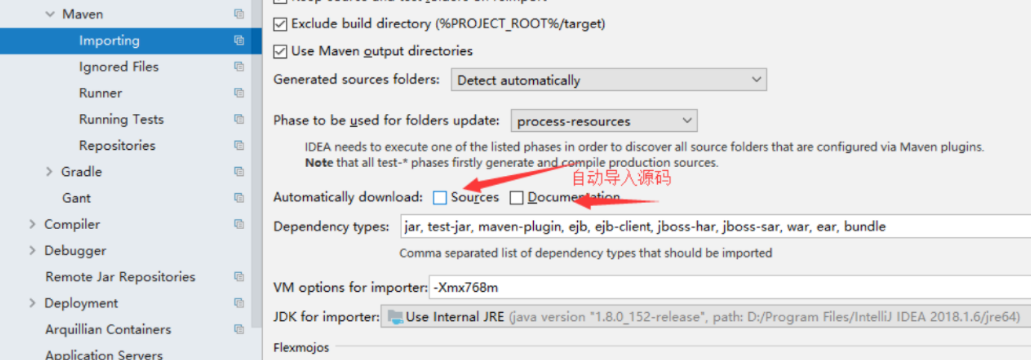 Maven
Importing
Ignored Files
Runner
Running Tests
Repositories
Gradle
Gant
Compiler
Debugger
Remote Jar Repositories
Deployment
Arquillian Containers
Application Servers
Exclude build directory (%PROJECT_ROOT%/target)
Use Maven output directories
Generated sources folders: Detect automatically
Phase to be used for folders update: process-resources
IDEA needs to execute one of the listed phases in order to discover all source folders that are configured via Maven plugins.
Note that all test-* phases firstly generate and compile production sources.
自动导入源码
Automatically download: Sources Documentation
Dependency types: jar, test-jar, maven-plugin, ejb, ejb-client, jboss-har, jboss-sar, war, ear, bundle
Comma separated list of dependency types that should be imported
VM options for importer: -Xmx768m
JDK for importer: Use Internal JRE (java version "1.8.0_152-release", path: D:/Program Files/IntelliJ IDEA 2018.1.6/jre64)
Flexmojos